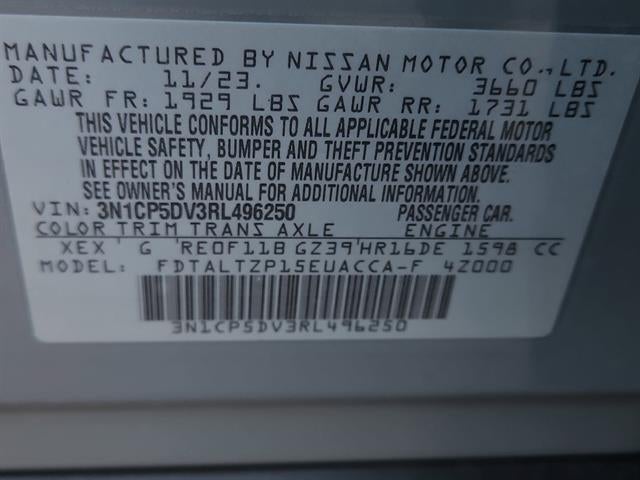 MANUFACTURED BY NISSAN MOTOR CO.,LTD.
DATE: 11/23. GVWR: 3660 LBS
GAWR FR: 1929 LBS GAWR RR: 1731 LBS
THIS VEHICLE CONFORMS TO ALL APPLICABLE FEDERAL MOTOR
VEHICLE SAFETY, BUMPER AND THEFT PREVENTION STANDARDS
IN EFFECT ON THE DATE OF MANUFACTURE SHOWN ABOVE.
SEE OWNER'S MANUAL FOR ADDITIONAL INFORMATION.
VIN: 3N1CP5DV3RL496250 PASSENGER CAR.
COLOR TRIM TRANS AXLE ENGINE
XEX G RE0F11B GZ39 HR16DE 1598 CC
MODEL: FDTALTZP15EUACCA-F 4Z000
3N1CP5DV3RL496250